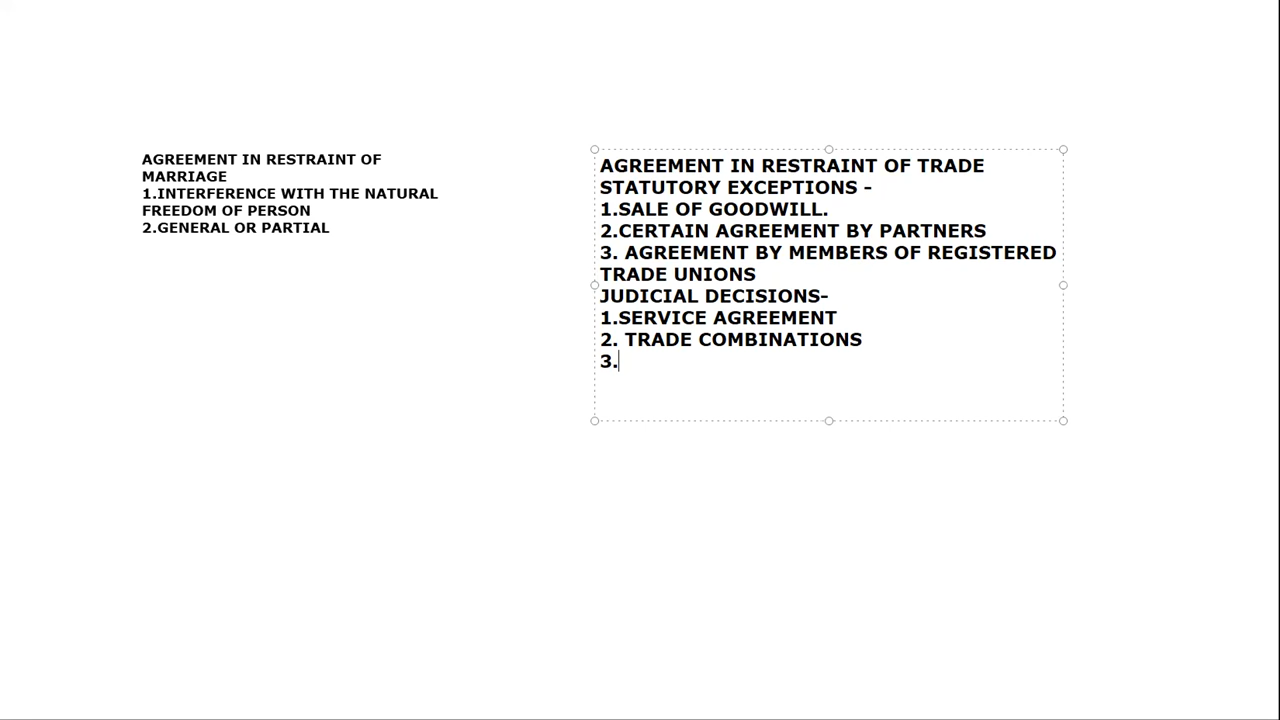 AGREEMENT IN RESTRAINT OF
MARRIAGE
1.INTERFERENCE WITH THE NATURAL
FREEDOM OF PERSON
2.GENERAL OR PARTIAL
AGREEMENT IN RESTRAINT OF TRADE
STATUTORY EXCEPTIONS –
1.SALE OF GOODWILL.
2.CERTAIN AGREEMENT BY PARTNERS
3. AGREEMENT BY MEMBERS OF REGISTERED
TRADE UNIONS
JUDICIAL DECISIONS-
1.SERVICE AGREEMENT
2. TRADE COMBINATIONS
3.